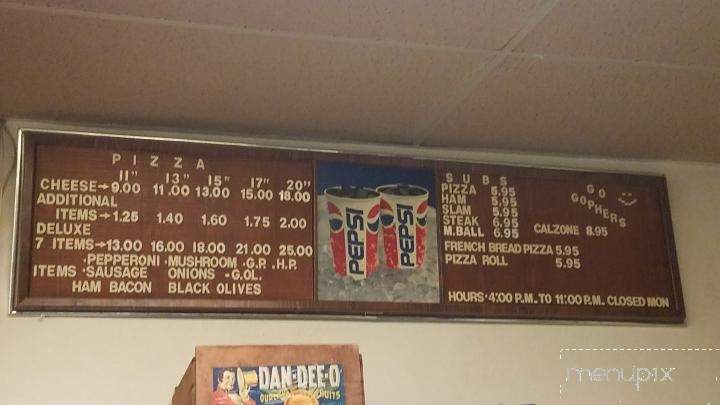 PIZZA
11" 13" 15" 17" 20"
CHEESE→9.00 11.00 13.00 15.00 18.00
ADDITIONAL
ITEMS→1.25 1.40 1.60 1.75 2.00
DELUXE
7 ITEMS→13.00 16.00 18.00 21.00 25.00
·PEPPERONI ·MUSHROOM ·G.P. ·H.P.
ITEMS ·SAUSAGE ONIONS ·G.OL.
HAM BACON BLACK OLIVES
PEPSI
PEPSI
SUBS
PIZZA 5.95
HAM 5.95
SLAM 5.95
STEAK 6.95
M.BALL 6.95
CALZONE 8.95
FRENCH BREAD PIZZA 5.95
PIZZA ROLL 5.95
GO
GOPHERS
HOURS·4:00 P.M. TO 11:00 P.M. CLOSED MON
DAN-DEE-O
menupix